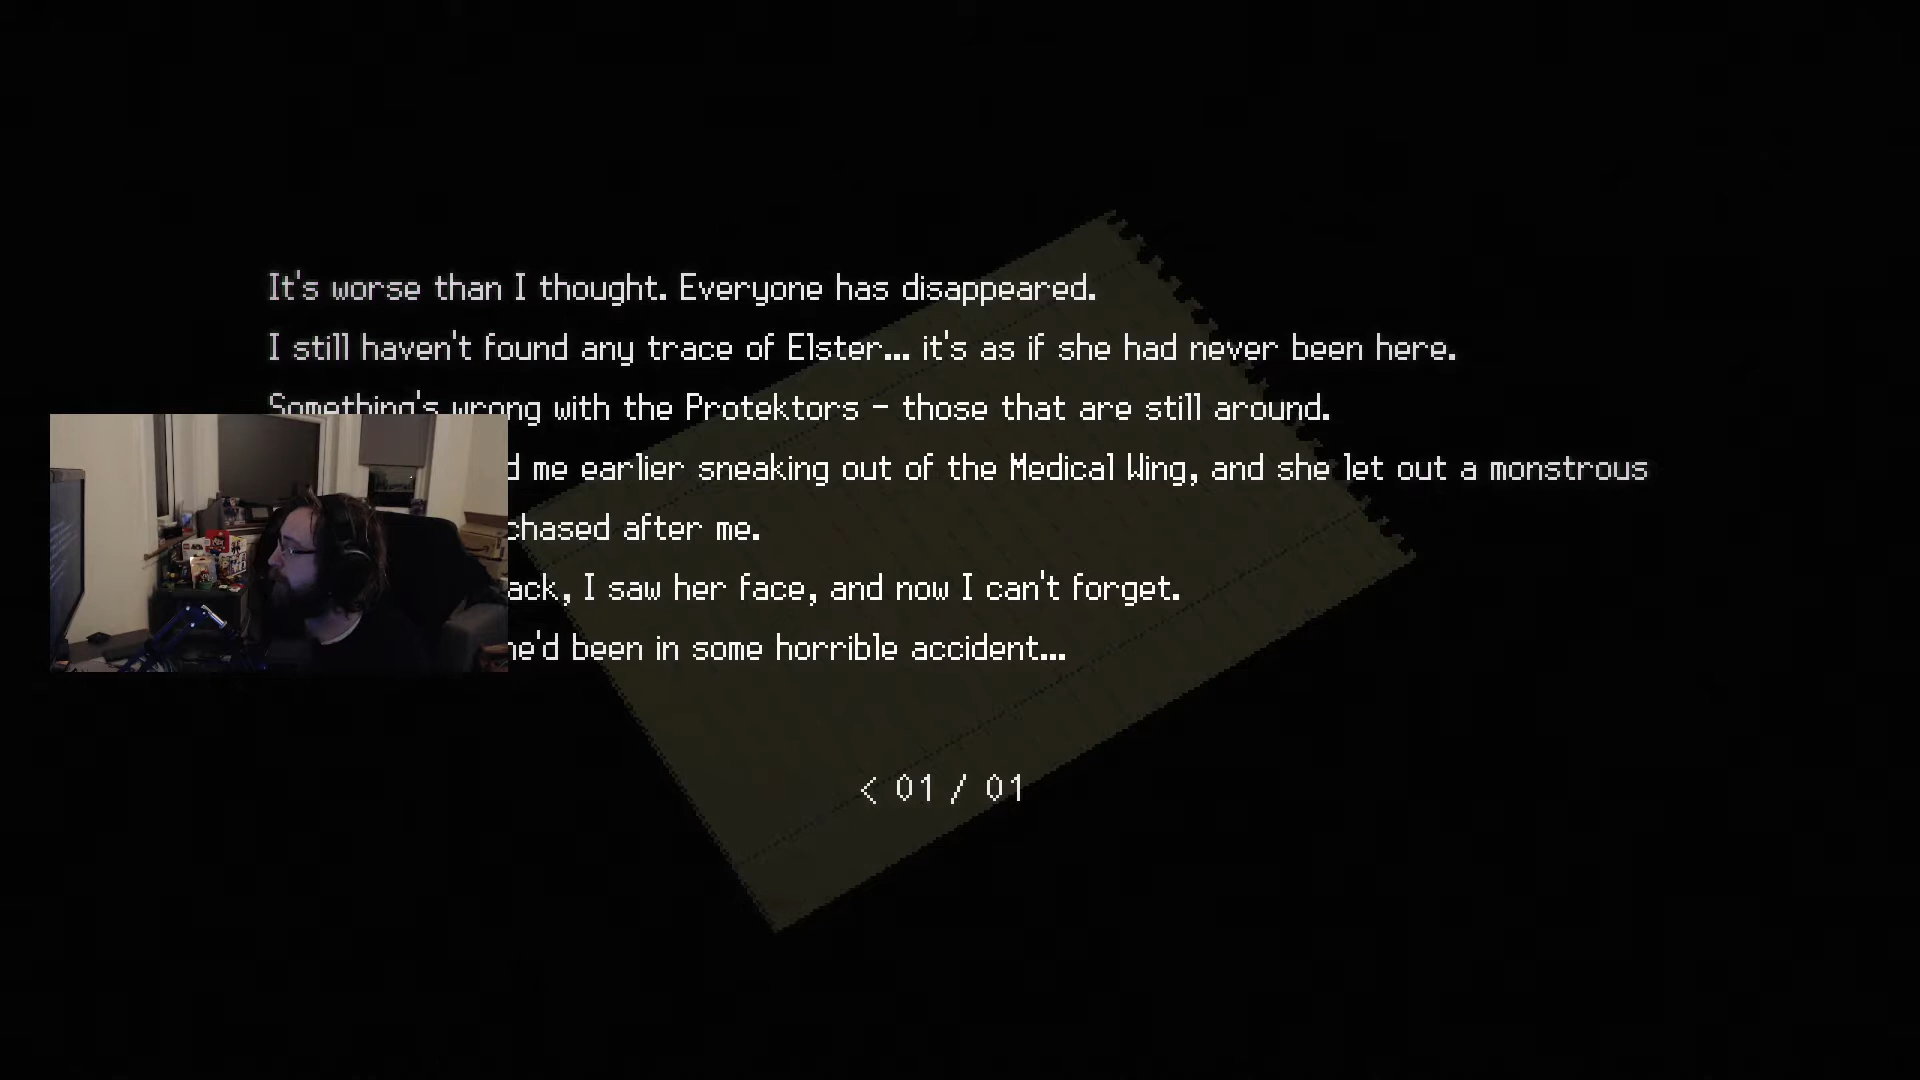 It's worse than I thought. Everyone has disappeared.
I still haven't found any trace of Elster... it's as if she had never been here.
Something's wrong with the Protektors - those that are still around.
me earlier sneaking out of the Medical Wing, and she let out a monstrous
chased after me.
I saw her face, and now I can't forget.
been in some horrible accident...
< 01 / 01